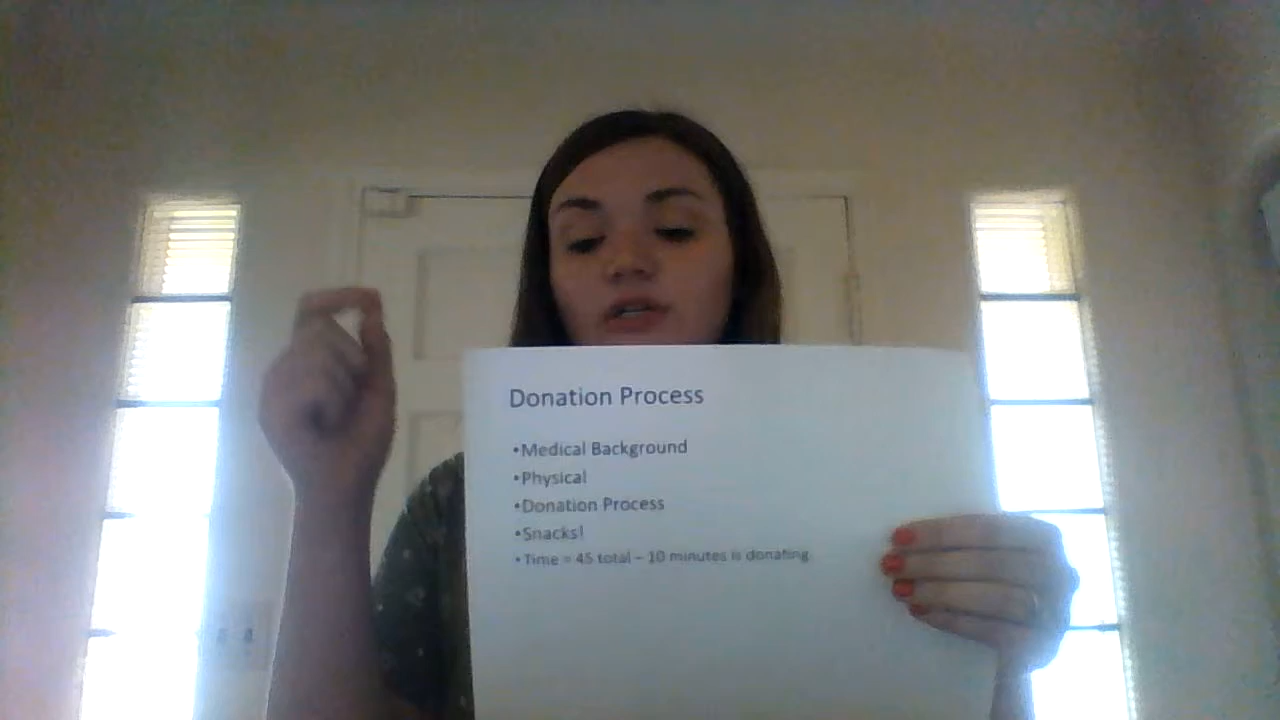 Donation Process
•Medical Background
•Physical
•Donation Process
•Snacks!
•Time = 45 total – 10 minutes is donating